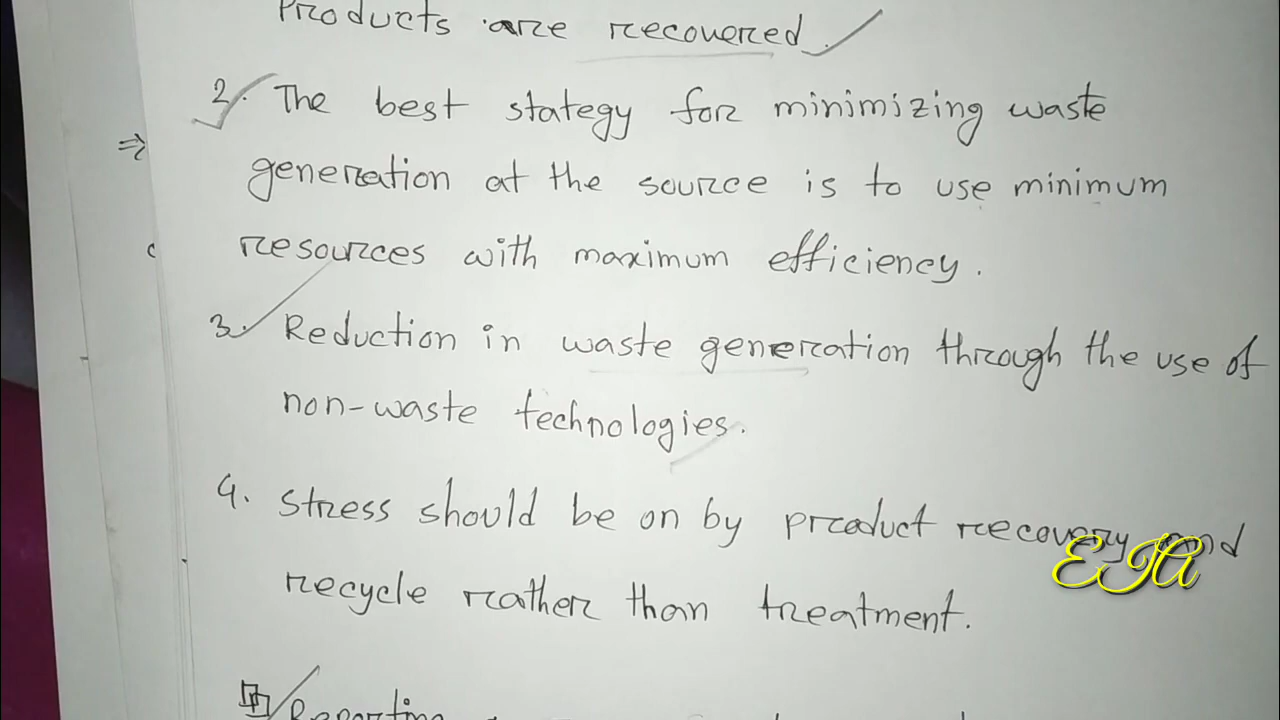 Products are recovered.
2. The best stategy for minimizing waste
generation at the source is to use minimum
resources with maximum efficiency.
3. Reduction in waste generation through the use of
non-waste technologies.
4. Stress should be on by product recovery and
recycle rather than treatment.
EIA
Reporting